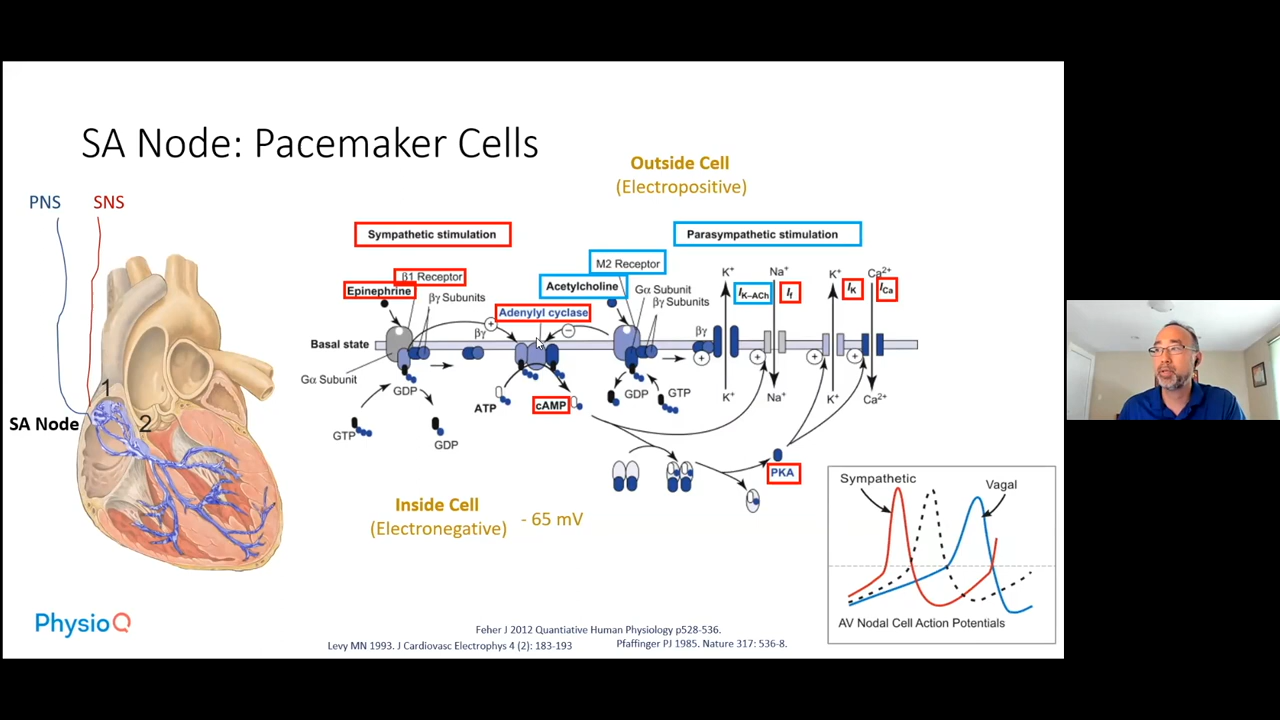 SA Node: Pacemaker Cells
Outside Cell
(Electropositive)
PNS
SNS
Sympathetic stimulation
Parasympathetic stimulation
M2 Receptor
β1 Receptor
Epinephrine
βγ Subunits
Acetylcholine
Gα Subunit
βγ Subunits
Adenylyl cyclase
K+
Na+
K+
Ca2+
IK–ACh
If
IK
ICa
+
βγ
−
βγ
Basal state
+
+
+
+
Gα Subunit
GDP
ATP
cAMP
GDP
GTP
K+
Na+
K+
Ca2+
GTP
GDP
1
2
SA Node
PKA
Inside Cell
(Electronegative)
- 65 mV
Sympathetic
Vagal
AV Nodal Cell Action Potentials
PhysioQ
Feher J 2012 Quantiative Human Physiology p528-536.
Levy MN 1993. J Cardiovasc Electrophys 4 (2): 183-193
Pfaffinger PJ 1985. Nature 317: 536-8.